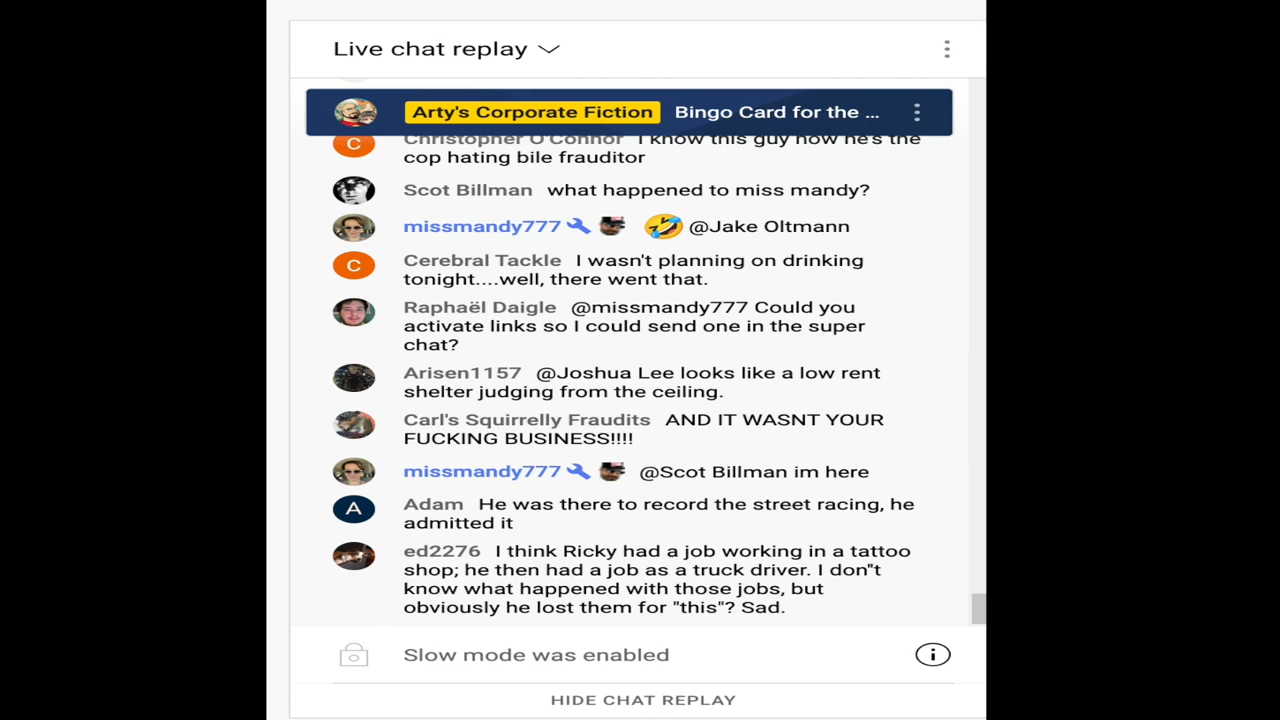 Live chat replay
Arty's Corporate Fiction Bingo Card for the ...
Christopher O'Connor I know this guy now he's the
cop hating bile frauditor
Scot Billman what happened to miss mandy?
missmandy777 🤣 @Jake Oltmann
Cerebral Tackle I wasn't planning on drinking
tonight....well, there went that.
Raphaël Daigle @missmandy777 Could you
activate links so I could send one in the super
chat?
Arisen1157 @Joshua Lee looks like a low rent
shelter judging from the ceiling.
Carl's Squirrelly Fraudits AND IT WASNT YOUR
FUCKING BUSINESS!!!!
missmandy777 @Scot Billman im here
Adam He was there to record the street racing, he
admitted it
ed2276 I think Ricky had a job working in a tattoo
shop; he then had a job as a truck driver. I don"t
know what happened with those jobs, but
obviously he lost them for "this"? Sad.
Slow mode was enabled
HIDE CHAT REPLAY